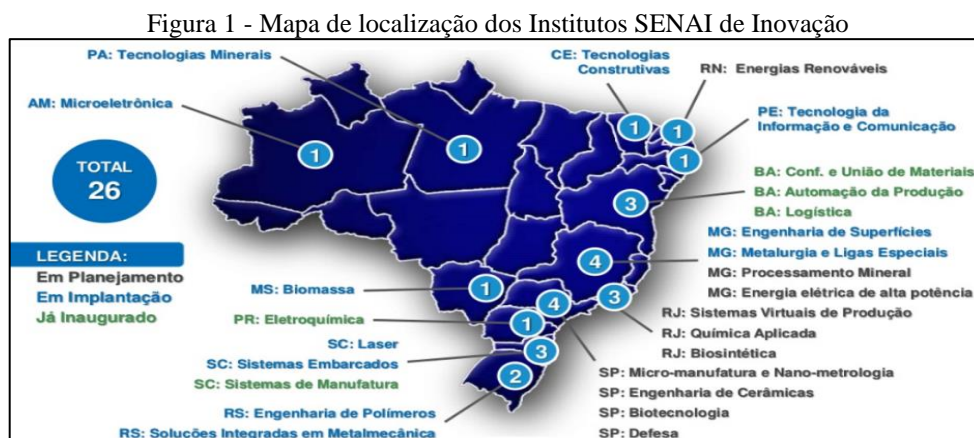 Figura 1 - Mapa de localização dos Institutos SENAI de Inovação
PA: Tecnologias Minerais
CE: Tecnologias
Construtivas
RN: Energias Renováveis
AM: Microeletrônica
PE: Tecnologia da
Informação e Comunicação
1
1
1
1
1
TOTAL
26
BA: Conf. e União de Materiais
BA: Automação da Produção
BA: Logística
3
MG: Engenharia de Superfícies
MG: Metalurgia e Ligas Especiais
MG: Processamento Mineral
MG: Energia elétrica de alta potência
4
LEGENDA:
Em Planejamento
Em Implantação
Já Inaugurado
MS: Biomassa
1
4
3
RJ: Sistemas Virtuais de Produção
RJ: Química Aplicada
RJ: Biosintética
PR: Eletroquímica
1
SC: Laser
SC: Sistemas Embarcados
SC: Sistemas de Manufatura
3
SP: Micro-manufatura e Nano-metrologia
SP: Engenharia de Cerâmicas
SP: Biotecnologia
SP: Defesa
2
RS: Engenharia de Polímeros
RS: Soluções Integradas em Metalmecânica